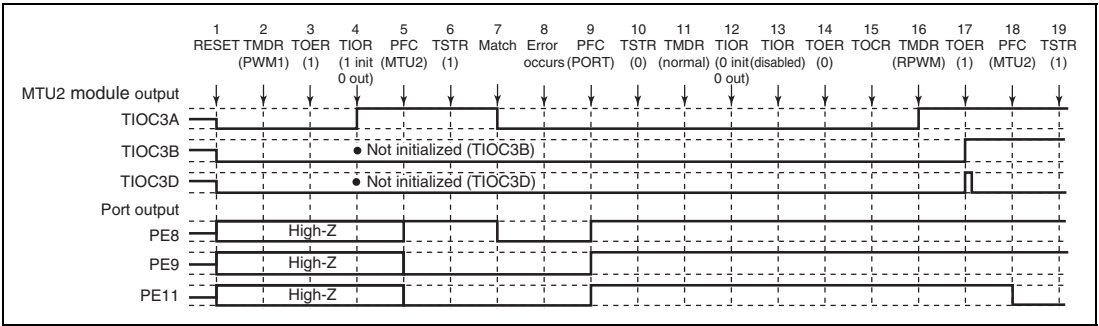 1 2 3 4 5 6 7 8 9 10 11 12 13 14 15 16 17 18 19
RESET TMDR TOER TIOR PFC TSTR Match Error PFC TSTR TMDR TIOR TIOR TOER TOCR TMDR TOER PFC TSTR
(PWM1) (1) (1 init (MTU2) (1) occurs (PORT) (0) (normal) (0 init (disabled) (0) (RPWM) (1) (MTU2) (1)
0 out) 0 out)
MTU2 module output
TIOC3A
TIOC3B • Not initialized (TIOC3B)
TIOC3D • Not initialized (TIOC3D)
Port output
PE8 High-Z
PE9 High-Z
PE11 High-Z